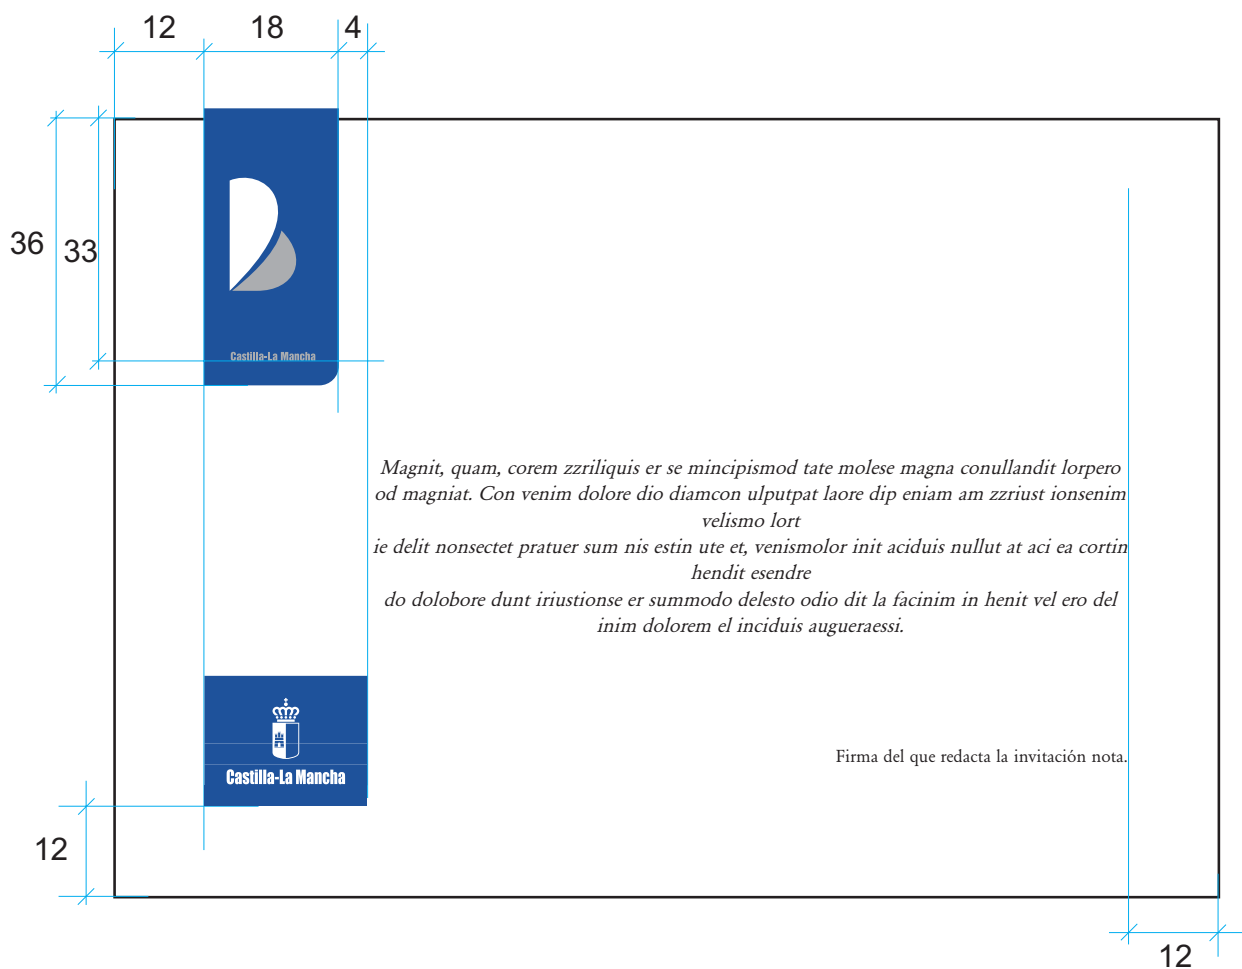 12 18 4
36 33
Castilla-La Mancha
Magnit, quam, corem zzriliquis er se mincipismod tate molese magna conullandit lorpero
od magniat. Con venim dolore dio diamcon ulputpat laore dip eniam am zzriust ionsenim
velismo lort
ie delit nonsectet pratuer sum nis estin ute et, venismolor init aciduis nullut at aci ea cortin
hendit esendre
do dolobore dunt iriustionse er summodo delesto odio dit la facinim in henit vel ero del
inim dolorem el inciduis augueraessi.
Firma del que redacta la invitación nota.
Castilla-La Mancha
12
12